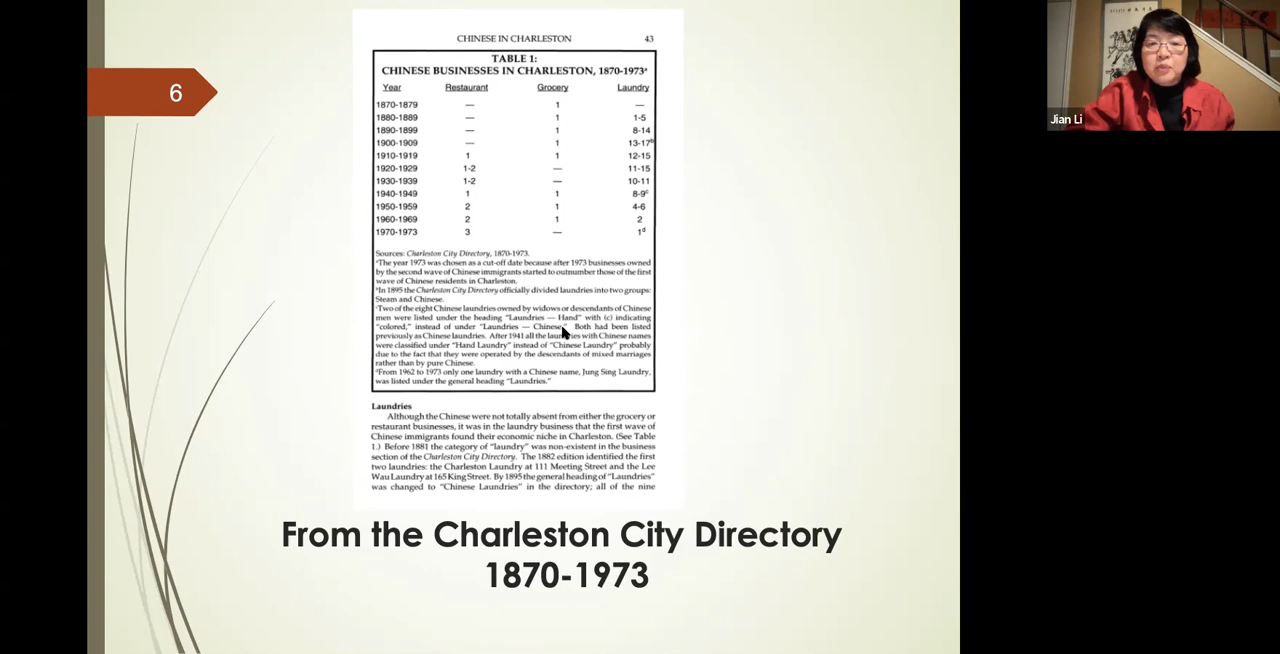 6
CHINESE IN CHARLESTON 43
TABLE 1:
CHINESE BUSINESSES IN CHARLESTON, 1870-1973ª
Year Restaurant Grocery Laundry
1870-1879 — 1 —
1880-1889 — 1 1-5
1890-1899 — 1 8-14
1900-1909 — 1 13-17ᵇ
1910-1919 1 1 12-15
1920-1929 1-2 — 11-15
1930-1939 1-2 — 10-11
1940-1949 1 1 8-9ᶜ
1950-1959 2 1 4-6
1960-1969 2 1 2
1970-1973 3 — 1ᵈ
Sources: Charleston City Directory, 1870-1973.
ªThe year 1973 was chosen as a cut-off date because after 1973 businesses owned
by the second wave of Chinese immigrants started to outnumber those of the first
wave of Chinese residents in Charleston.
ᵇIn 1895 the Charleston City Directory officially divided laundries into two groups:
Steam and Chinese.
ᶜTwo of the eight Chinese laundries owned by widows or descendants of Chinese
men were listed under the heading “Laundries — Hand” with (c) indicating
“colored,” instead of under “Laundries — Chinese.” Both had been listed
previously as Chinese laundries. After 1941 all the laundries with Chinese names
were classified under “Hand Laundry” instead of “Chinese Laundry” probably
due to the fact that they were operated by the descendants of mixed marriages
rather than by pure Chinese.
ᵈFrom 1962 to 1973 only one laundry with a Chinese name, Jung Sing Laundry,
was listed under the general heading “Laundries.”
Laundries
Although the Chinese were not totally absent from either the grocery or
restaurant businesses, it was in the laundry business that the first wave of
Chinese immigrants found their economic niche in Charleston. (See Table
1.) Before 1881 the category of “laundry” was non-existent in the business
section of the Charleston City Directory. The 1882 edition identified the first
two laundries: the Charleston Laundry at 111 Meeting Street and the Lee
Wau Laundry at 165 King Street. By 1895 the general heading of “Laundries”
was changed to “Chinese Laundries” in the directory; all of the nine
From the Charleston City Directory
1870-1973
Jian Li